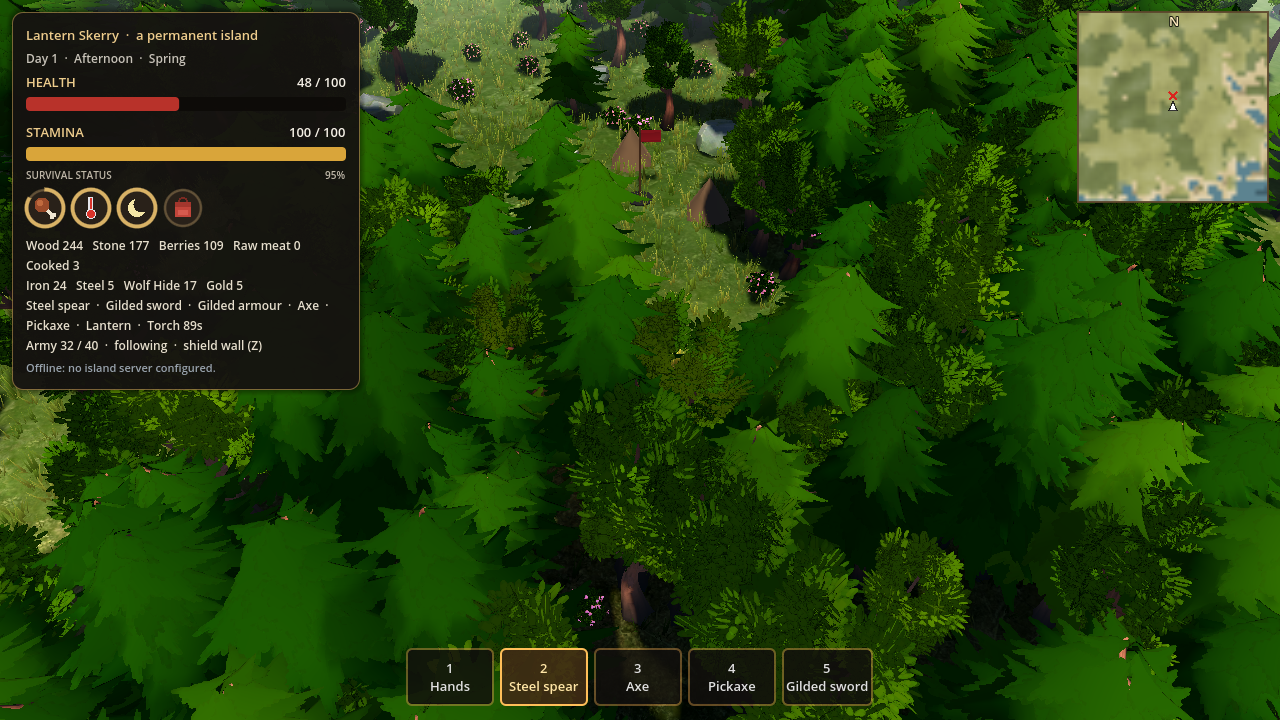 Lantern Skerry · a permanent island
Day 1 · Afternoon · Spring
HEALTH 48 / 100
STAMINA 100 / 100
SURVIVAL STATUS 95%
Wood 244 Stone 177 Berries 109 Raw meat 0
Cooked 3
Iron 24 Steel 5 Wolf Hide 17 Gold 5
Steel spear · Gilded sword · Gilded armour · Axe ·
Pickaxe · Lantern · Torch 89s
Army 32 / 40 · following · shield wall (Z)
Offline: no island server configured.
N
1 2 3 4 5
Hands Steel spear Axe Pickaxe Gilded sword